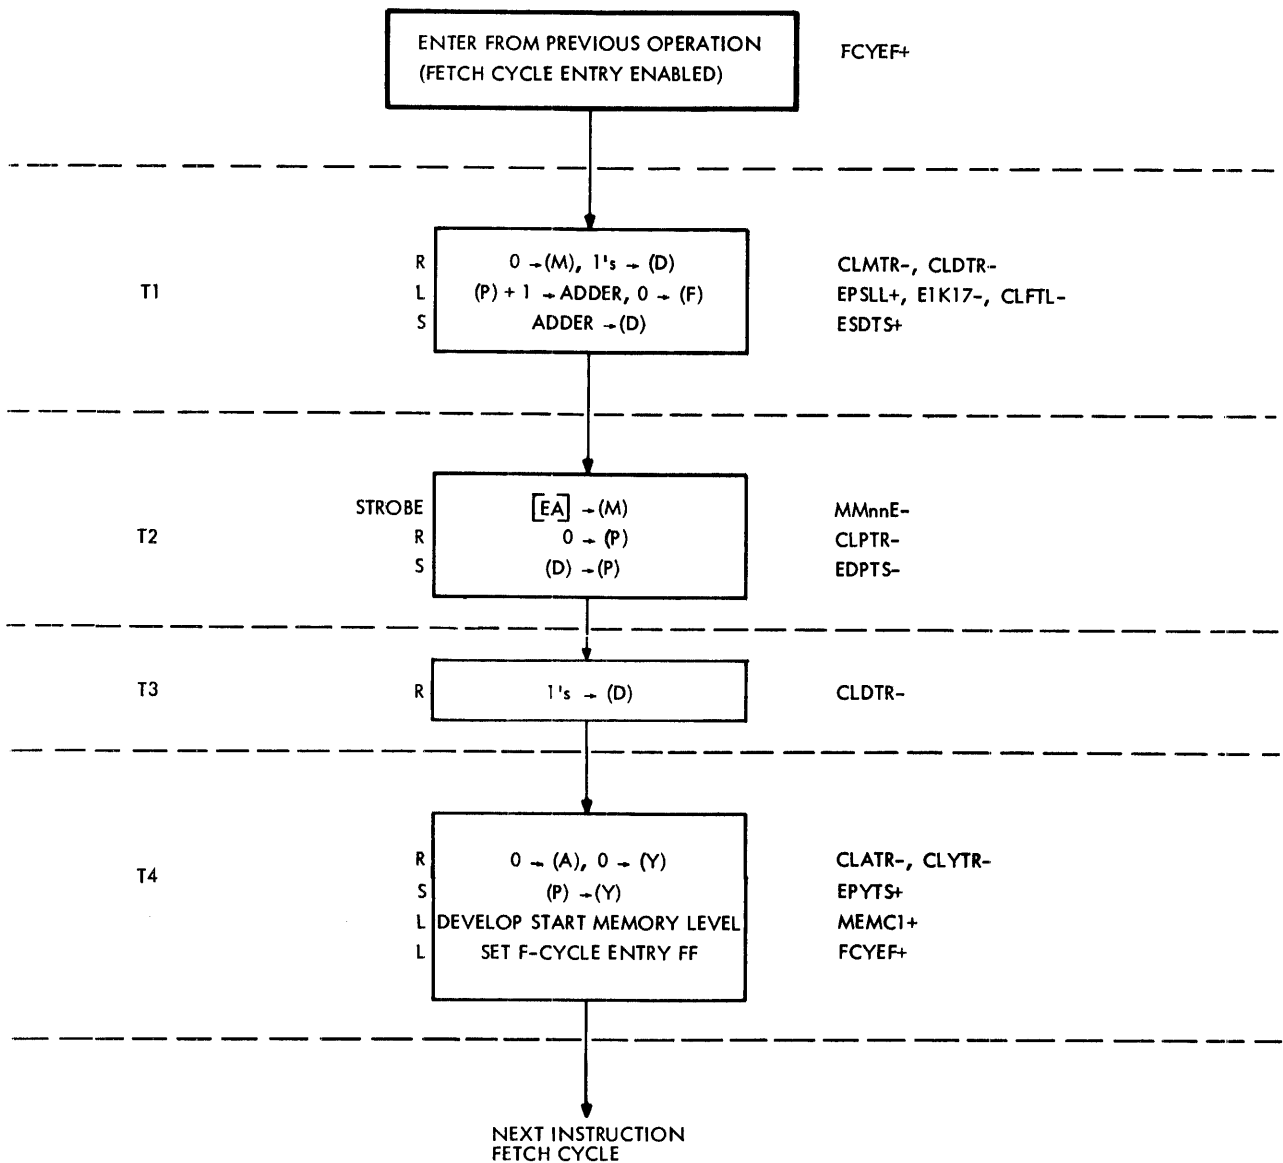 ENTER FROM PREVIOUS OPERATION
(FETCH CYCLE ENTRY ENABLED)
FCYEF+
T1
R 0 → (M), 1's → (D) CLMTR-, CLDTR-
L (P) + 1 → ADDER, 0 → (F) EPSLL+, E1K17-, CLFTL-
S ADDER → (D) ESDTS+
T2
STROBE [EA] → (M) MMnnE-
R 0 → (P) CLPTR-
S (D) → (P) EDPTS-
T3
R 1's → (D) CLDTR-
T4
R 0 → (A), 0 → (Y) CLATR-, CLYTR-
S (P) → (Y) EPYTS+
L DEVELOP START MEMORY LEVEL MEMC1+
L SET F-CYCLE ENTRY FF FCYEF+
NEXT INSTRUCTION
FETCH CYCLE